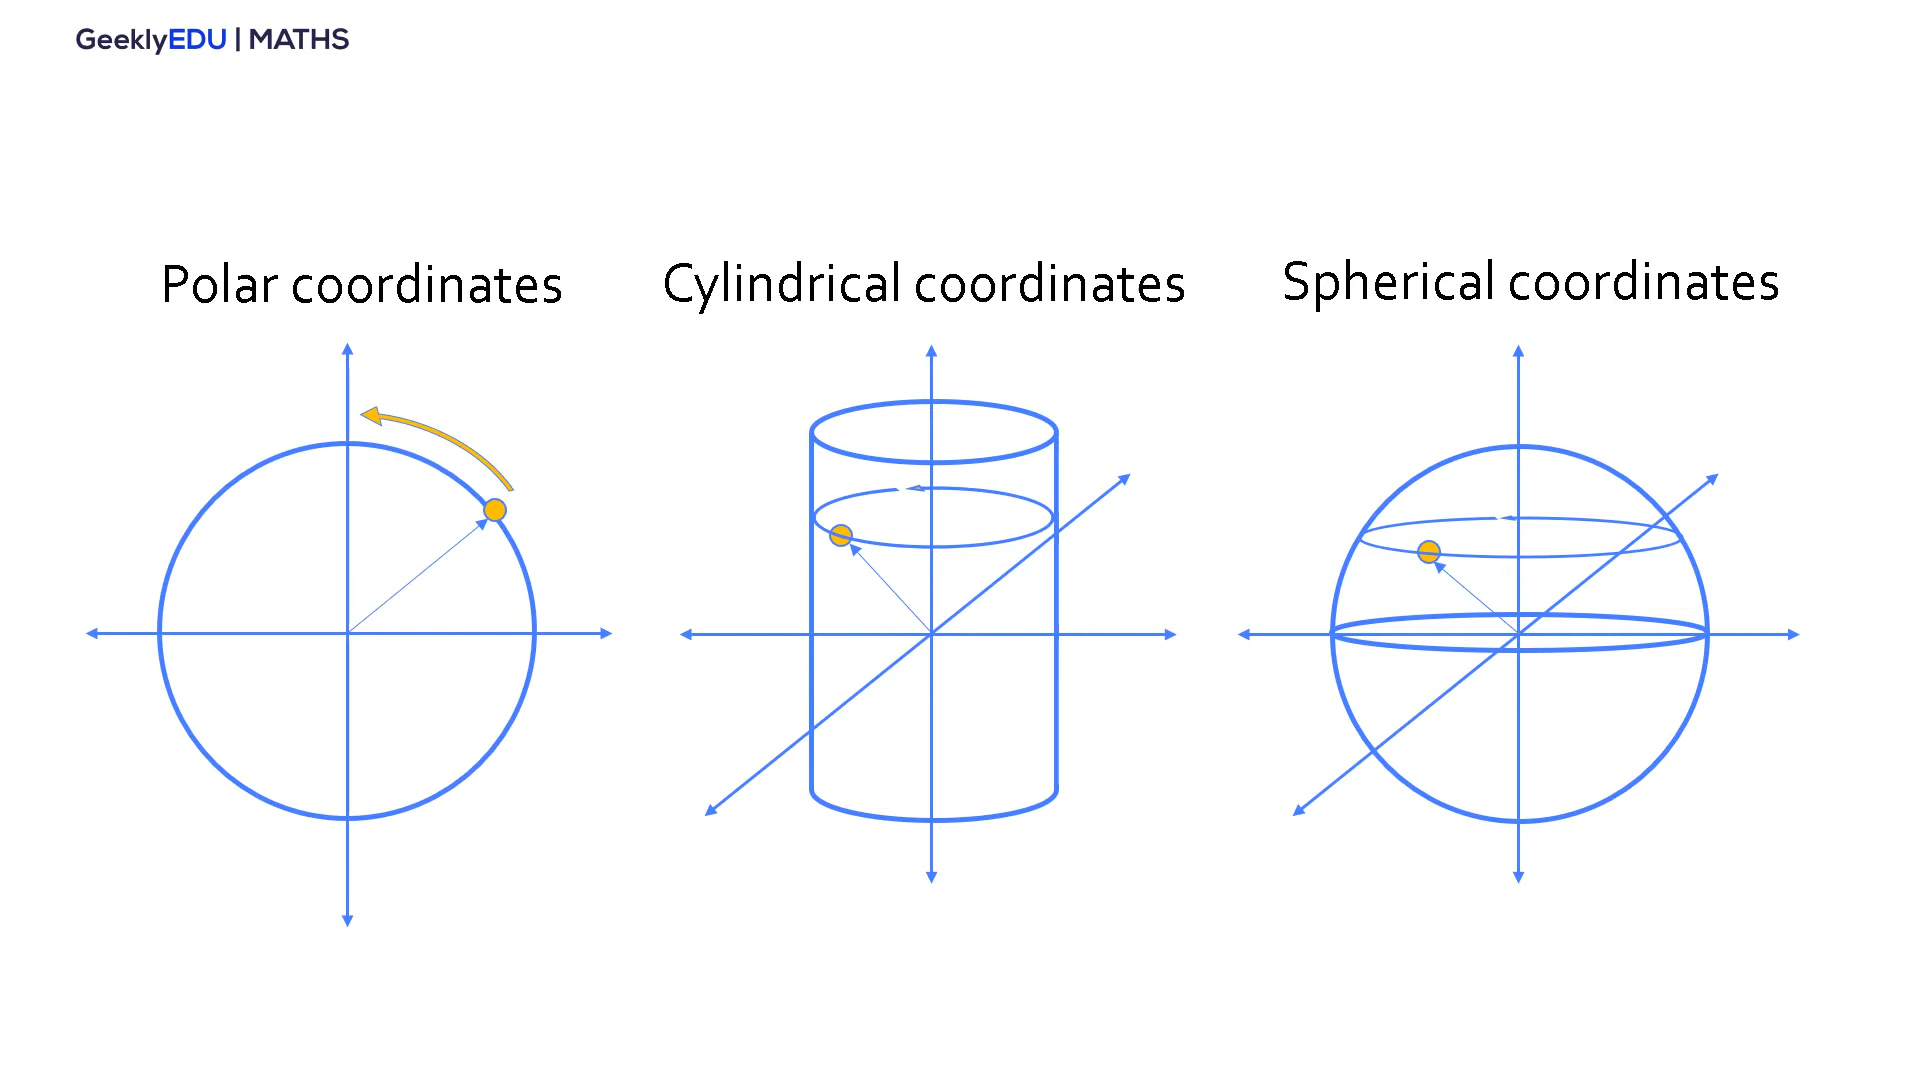 GeeklyEDU | MATHS
Polar coordinates
Cylindrical coordinates
Spherical coordinates